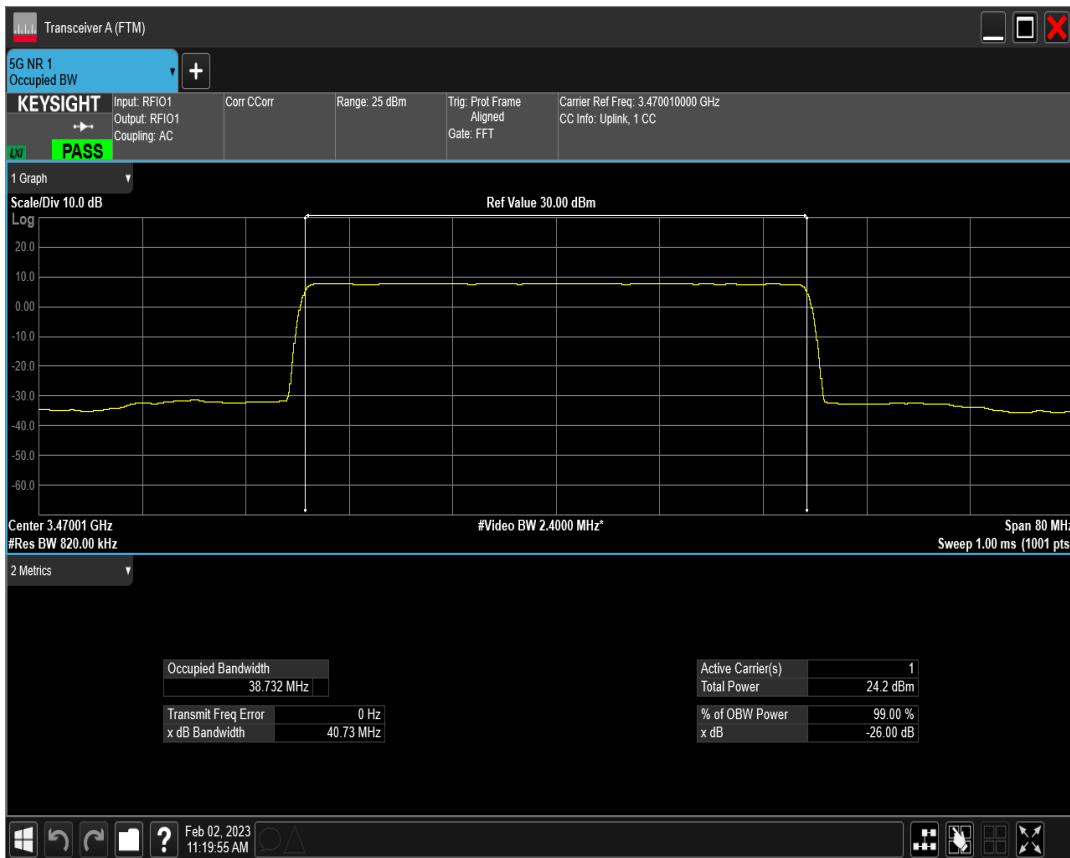 Transceiver A (FTM)
5G NR 1
Occupied BW
+
KEYSIGHT
LXI
PASS
Input: RFIO1
Output: RFIO1
Coupling: AC
Corr CCorr
Range: 25 dBm
Trig: Prot Frame
Aligned
Gate: FFT
Carrier Ref Freq: 3.470010000 GHz
CC Info: Uplink, 1 CC
1 Graph
Scale/Div 10.0 dB
Ref Value 30.00 dBm
Log
20.0
10.0
0.00
-10.0
-20.0
-30.0
-40.0
-50.0
-60.0
Center 3.47001 GHz
#Video BW 2.4000 MHz*
Span 80 MHz
#Res BW 820.00 kHz
Sweep 1.00 ms (1001 pts
2 Metrics
Occupied Bandwidth
38.732 MHz
Transmit Freq Error 0 Hz
x dB Bandwidth 40.73 MHz
Active Carrier(s) 1
Total Power 24.2 dBm
% of OBW Power 99.00 %
x dB -26.00 dB
?
Feb 02, 2023
11:19:55 AM